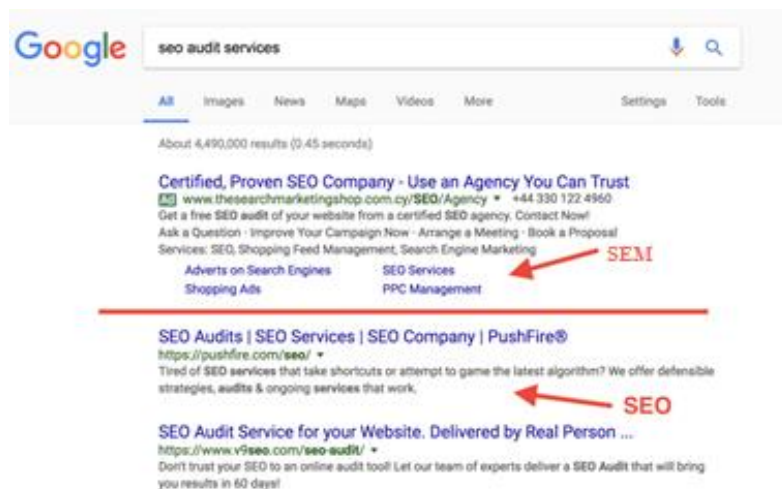 Google seo audit services
All Images News Maps Videos More Settings Tools
About 4,490,000 results (0.45 seconds)
Certified, Proven SEO Company - Use an Agency You Can Trust
Ad www.thesearchmarketingshop.com.cy/SEO/Agency ▼ +44 330 122 4960
Get a free SEO audit of your website from a certified SEO agency. Contact Now!
Ask a Question · Improve Your Campaign Now · Arrange a Meeting · Book a Proposal
Services: SEO, Shopping Feed Management, Search Engine Marketing
SEM
Adverts on Search Engines SEO Services
Shopping Ads PPC Management
SEO Audits | SEO Services | SEO Company | PushFire®
https://pushfire.com/seo/ ▼
Tired of SEO services that take shortcuts or attempt to game the latest algorithm? We offer defensible
strategies, audits & ongoing services that work.
SEO
SEO Audit Service for your Website. Delivered by Real Person ...
https://www.v9seo.com/seo-audit/ ▼
Don't trust your SEO to an online audit tool! Let our team of experts deliver a SEO Audit that will bring
you results in 60 days!